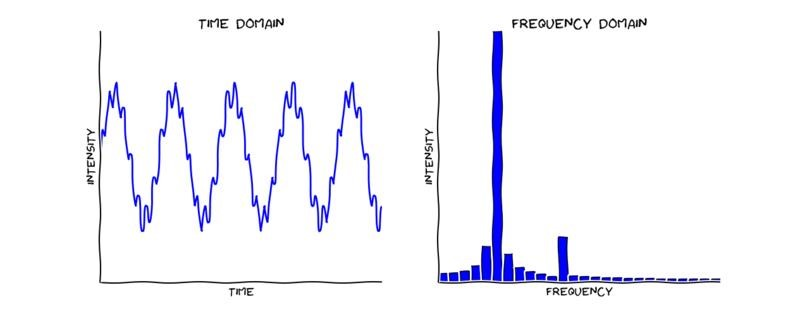 TIME DOMAIN
INTENSITY
TIME
FREQUENCY DOMAIN
INTENSITY
FREQUENCY